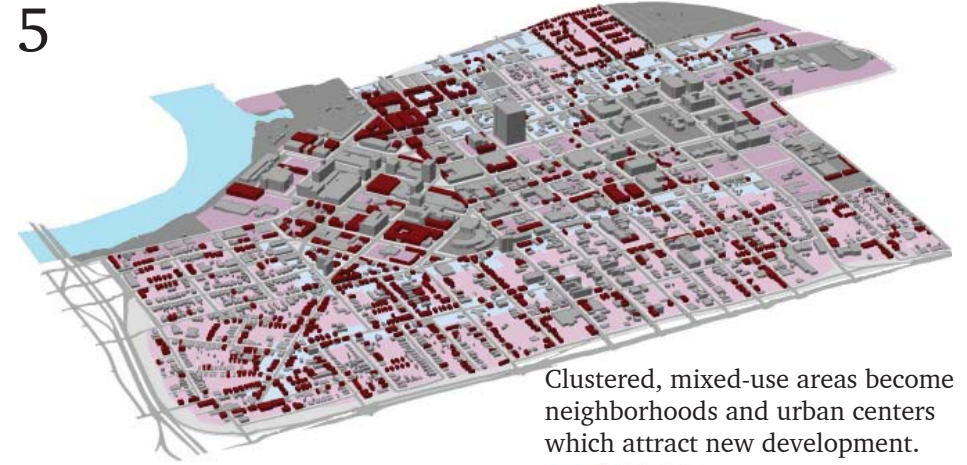 5
Clustered, mixed-use areas become
neighborhoods and urban centers
which attract new development.